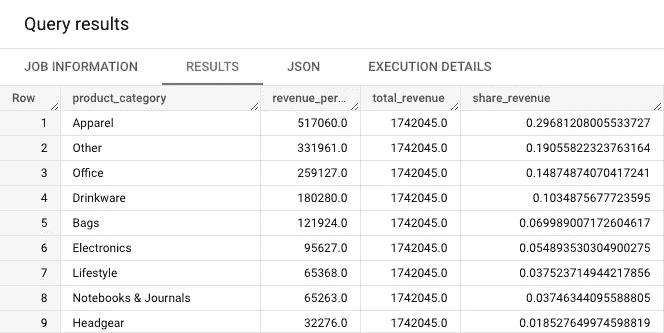 Query results
JOB INFORMATION RESULTS JSON EXECUTION DETAILS
Row product_category revenue_per... total_revenue share_revenue
1 Apparel 517060.0 1742045.0 0.29681208005533727
2 Other 331961.0 1742045.0 0.19055822323763164
3 Office 259127.0 1742045.0 0.14874874070417241
4 Drinkware 180280.0 1742045.0 0.1034875677723595
5 Bags 121924.0 1742045.0 0.069989007172604617
6 Electronics 95627.0 1742045.0 0.054893530304900275
7 Lifestyle 65368.0 1742045.0 0.037523714944217856
8 Notebooks & Journals 65263.0 1742045.0 0.03746344095588805
9 Headgear 32276.0 1742045.0 0.018527649974598819